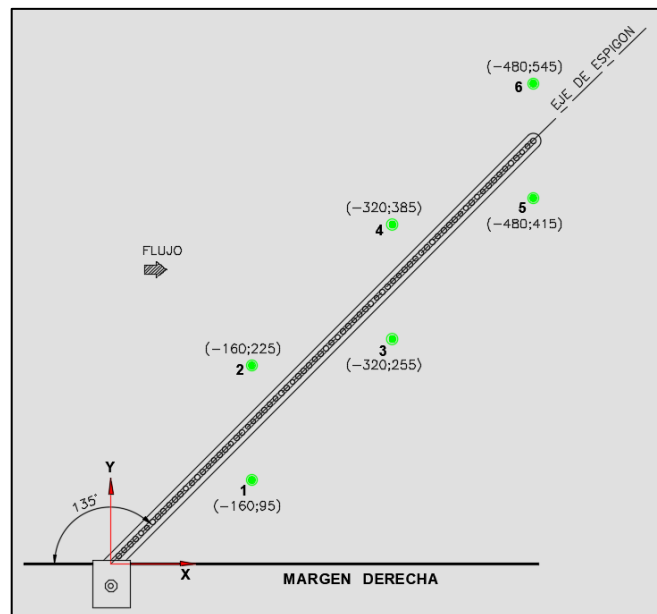 (-480;545)
6
EJE DE ESPIGON
(-320;385)
4
5
(-480;415)
FLUJO
(-160;225)
2
3
(-320;255)
Y
1
(-160;95)
135°
X
MARGEN DERECHA